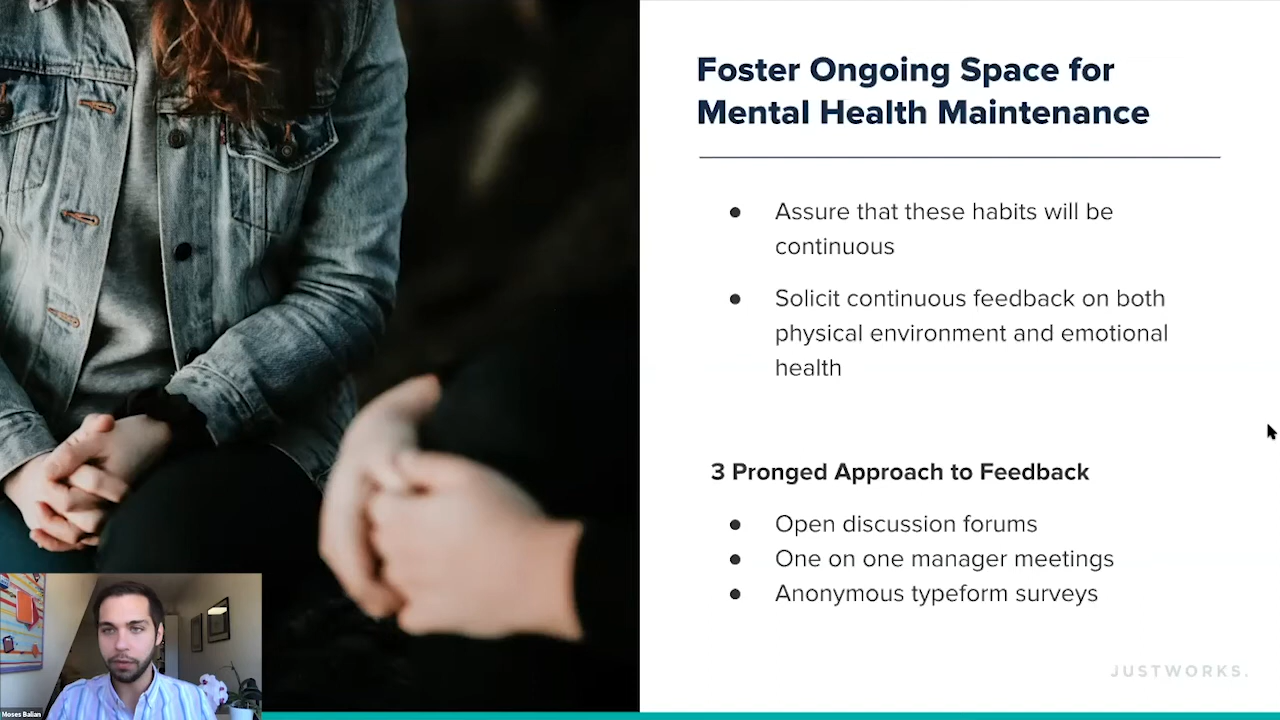 Foster Ongoing Space for
Mental Health Maintenance
● Assure that these habits will be
continuous
● Solicit continuous feedback on both
physical environment and emotional
health
3 Pronged Approach to Feedback
● Open discussion forums
● One on one manager meetings
● Anonymous typeform surveys
JUSTWORKS.
Moses Balian